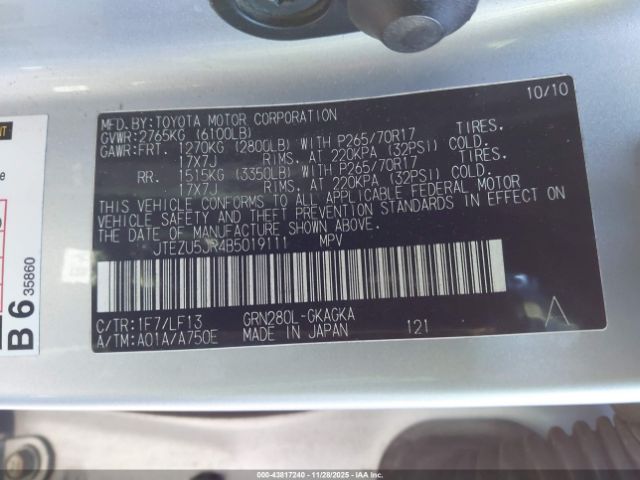 MFD.BY:TOYOTA MOTOR CORPORATION 10/10
GVWR:2765KG (6100LB)
GAWR:FRT. 1270KG (2800LB) WITH P265/70R17 TIRES.
17X7J RIMS, AT 220KPA (32PSI) COLD.
RR. 1515KG (3350LB) WITH P265/70R17 TIRES.
17X7J RIMS, AT 220KPA (32PSI) COLD.
THIS VEHICLE CONFORMS TO ALL APPLICABLE FEDERAL MOTOR
VEHICLE SAFETY AND THEFT PREVENTION STANDARDS IN EFFECT ON
THE DATE OF MANUFACTURE SHOWN ABOVE.
JTEZU5JR4B5019111 MPV
C/TR:1F7/LF13 GRN280L-GKAGKA
A/TM:A01A/A750E MADE IN JAPAN 121 A
B6 35860
000-43817240 - 11/28/2025 - IAAI.COM